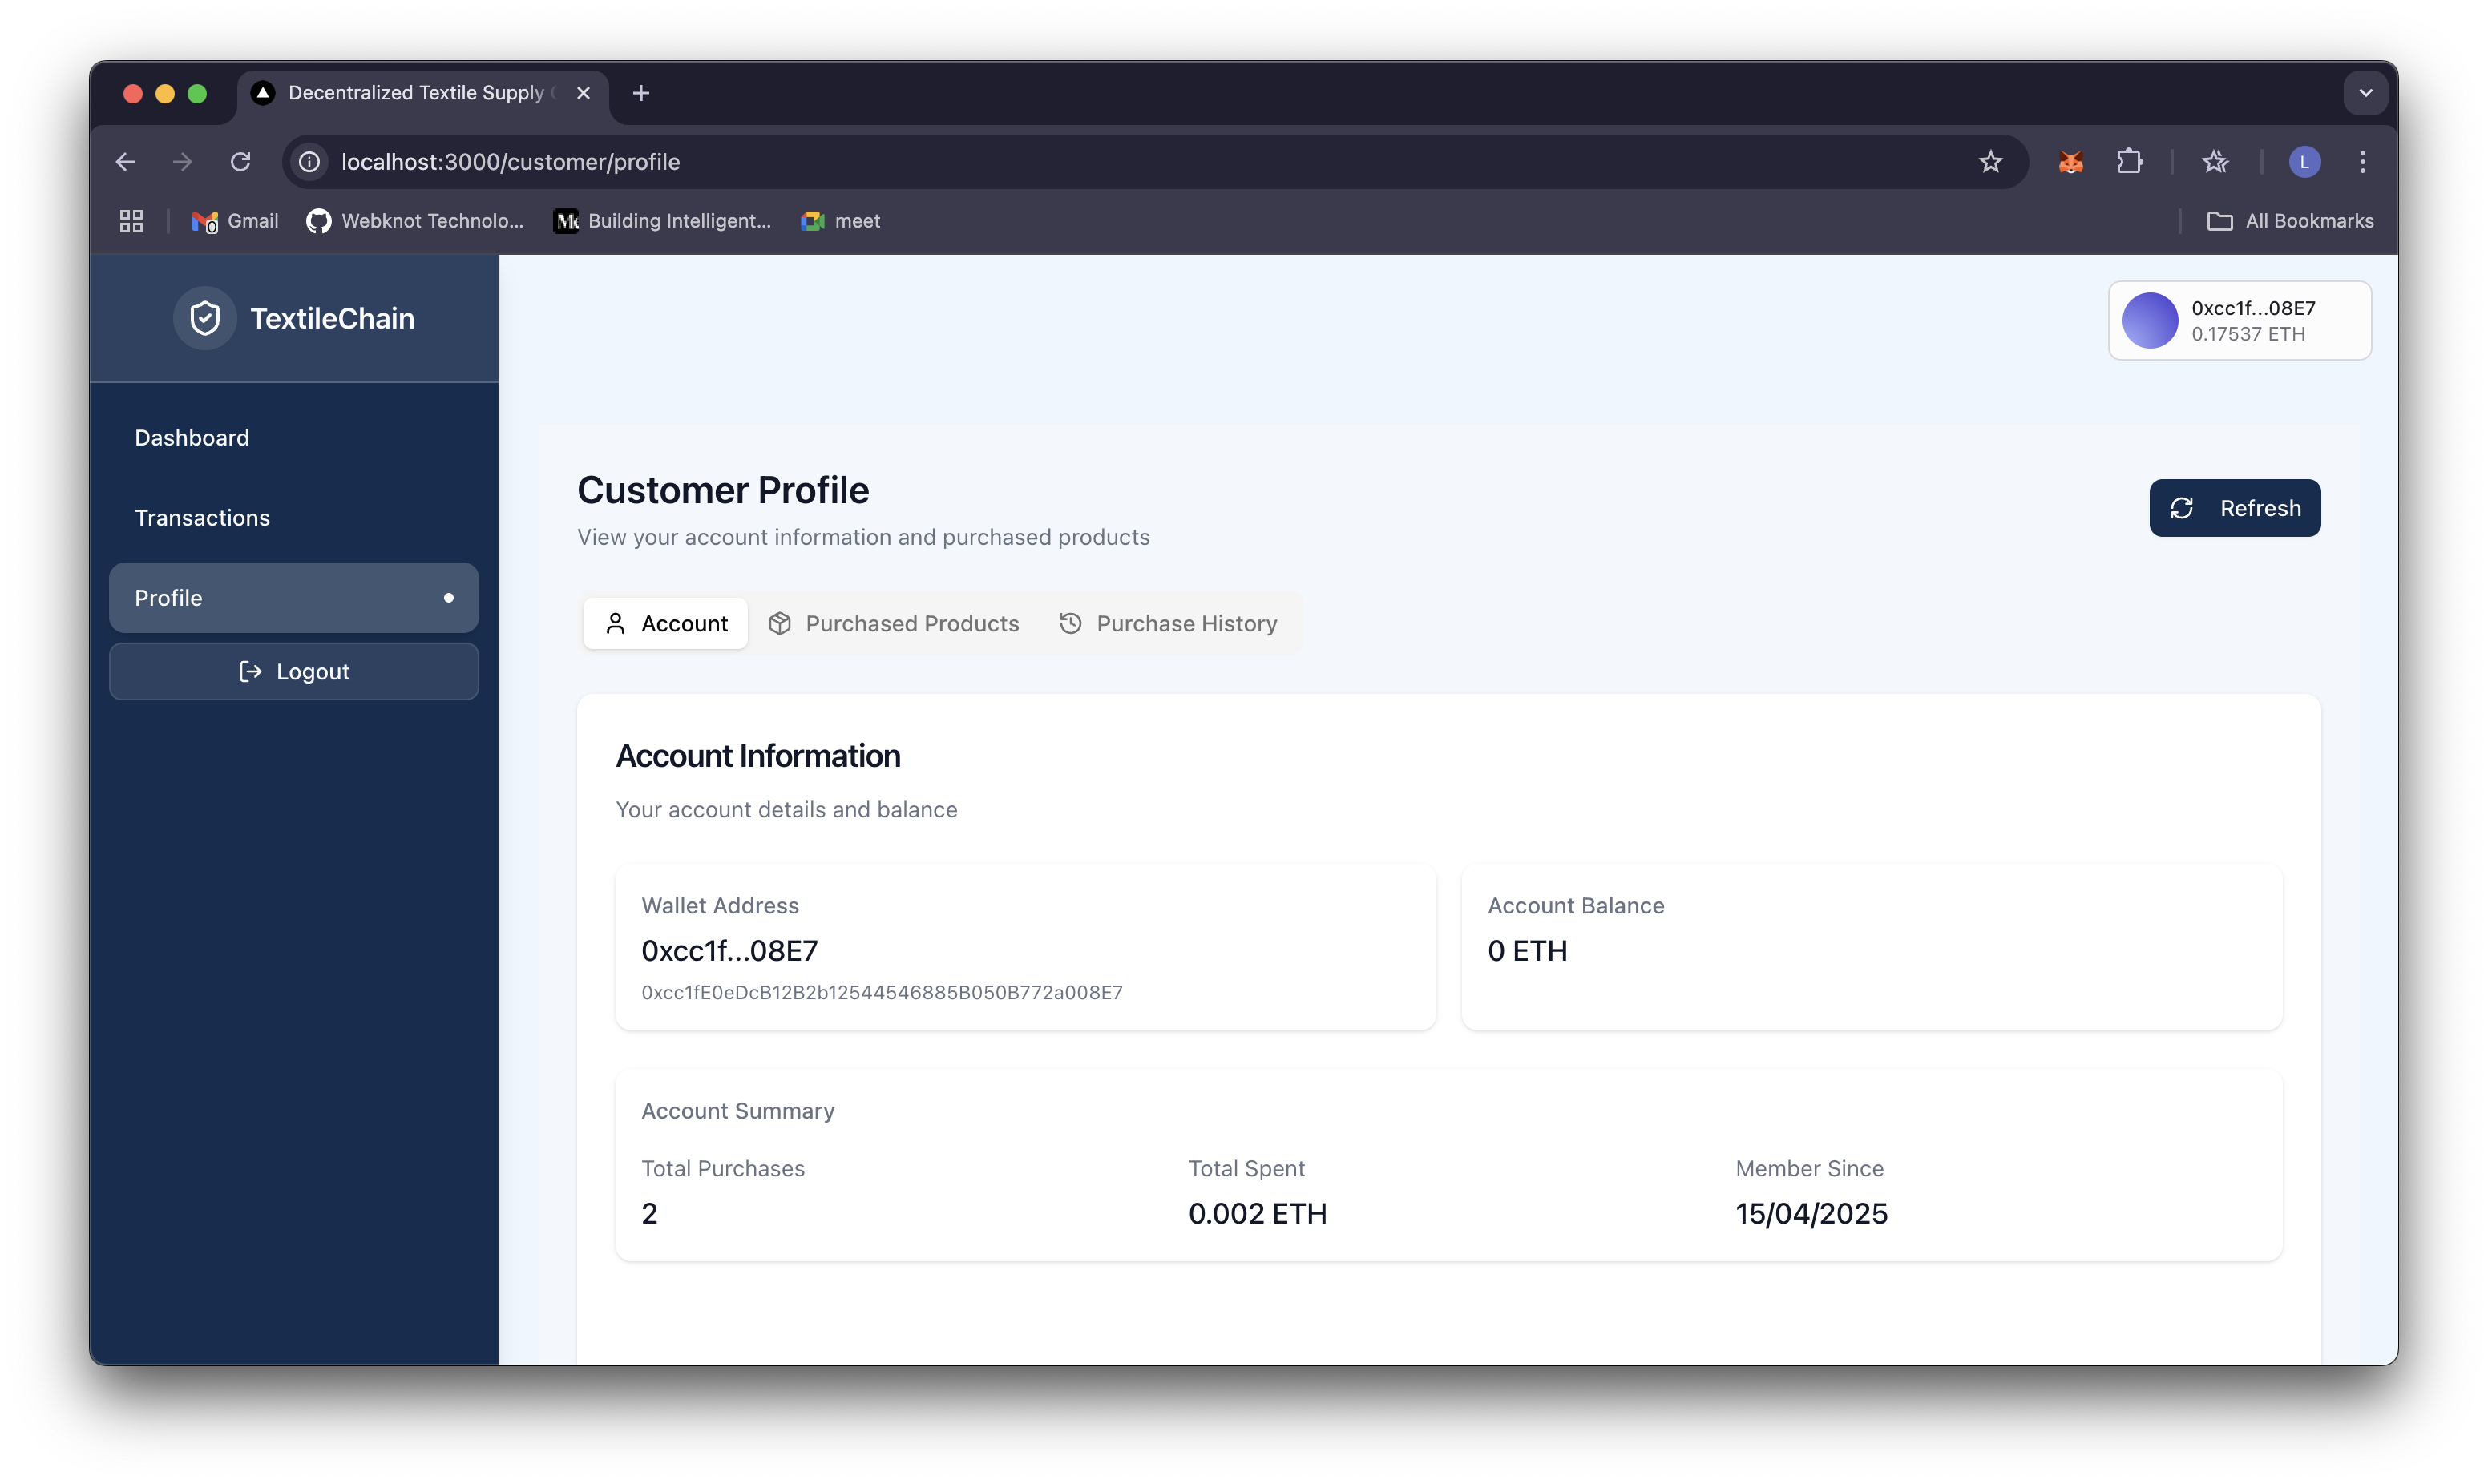 Decentralized Textile Supply
localhost:3000/customer/profile
L
Gmail
Webknot Technolo...
Building Intelligent...
meet
All Bookmarks
TextileChain
0xcc1f...08E7
0.17537 ETH
Dashboard
Transactions
Profile
Logout
Customer Profile
View your account information and purchased products
Refresh
Account
Purchased Products
Purchase History
Account Information
Your account details and balance
Wallet Address
0xcc1f...08E7
0xcc1fE0eDcB12B2b12544546885B050B772a008E7
Account Balance
0 ETH
Account Summary
Total Purchases
2
Total Spent
0.002 ETH
Member Since
15/04/2025